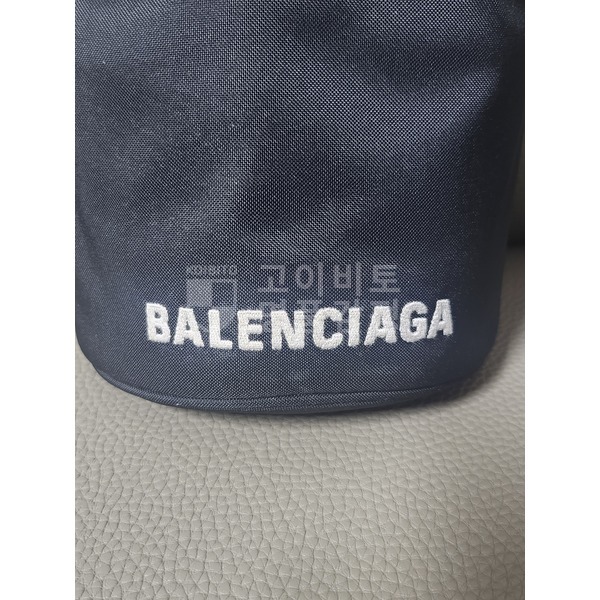 KOIBITO
고이비토
BALENCIAGA